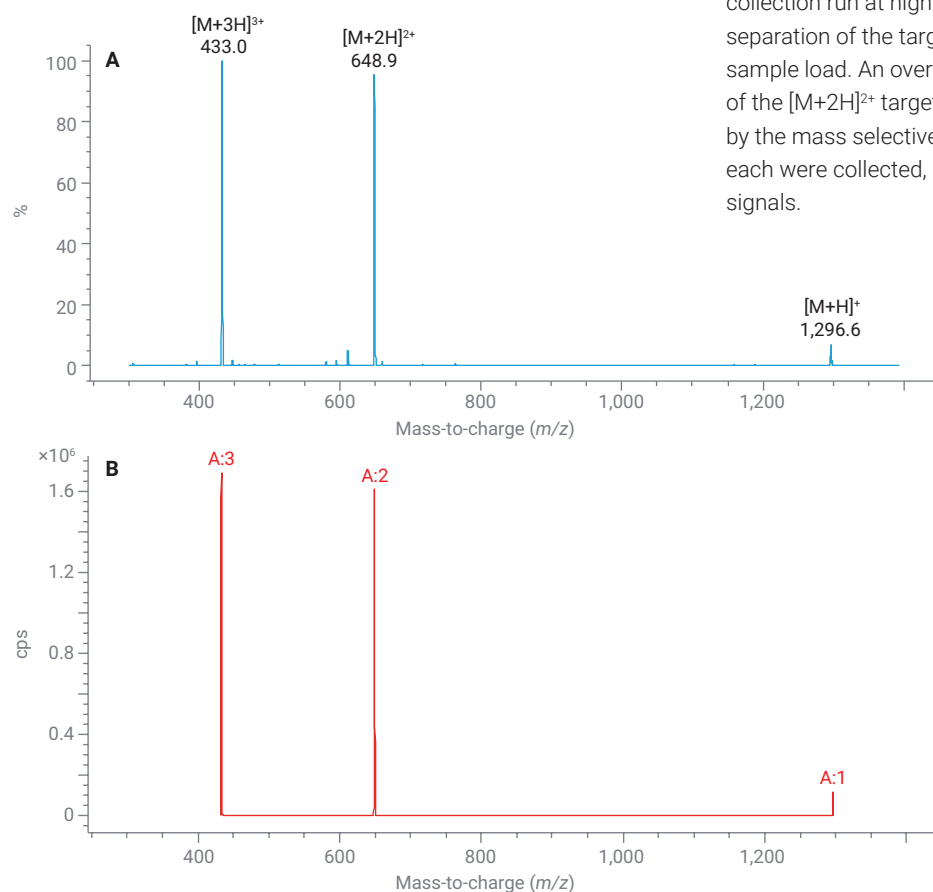 collection run at high
separation of the targ
sample load. An over
of the [M+2H]²⁺ target
by the mass selective
each were collected,
signals.
A
[M+3H]³⁺
433.0
[M+2H]²⁺
648.9
[M+H]⁺
1,296.6
%
100
80
60
40
20
0
400 600 800 1,000 1,200
Mass-to-charge (m/z)
B
×10⁶
A:3
A:2
A:1
cps
1.6
1.2
0.8
0.4
0
400 600 800 1,000 1,200
Mass-to-charge (m/z)